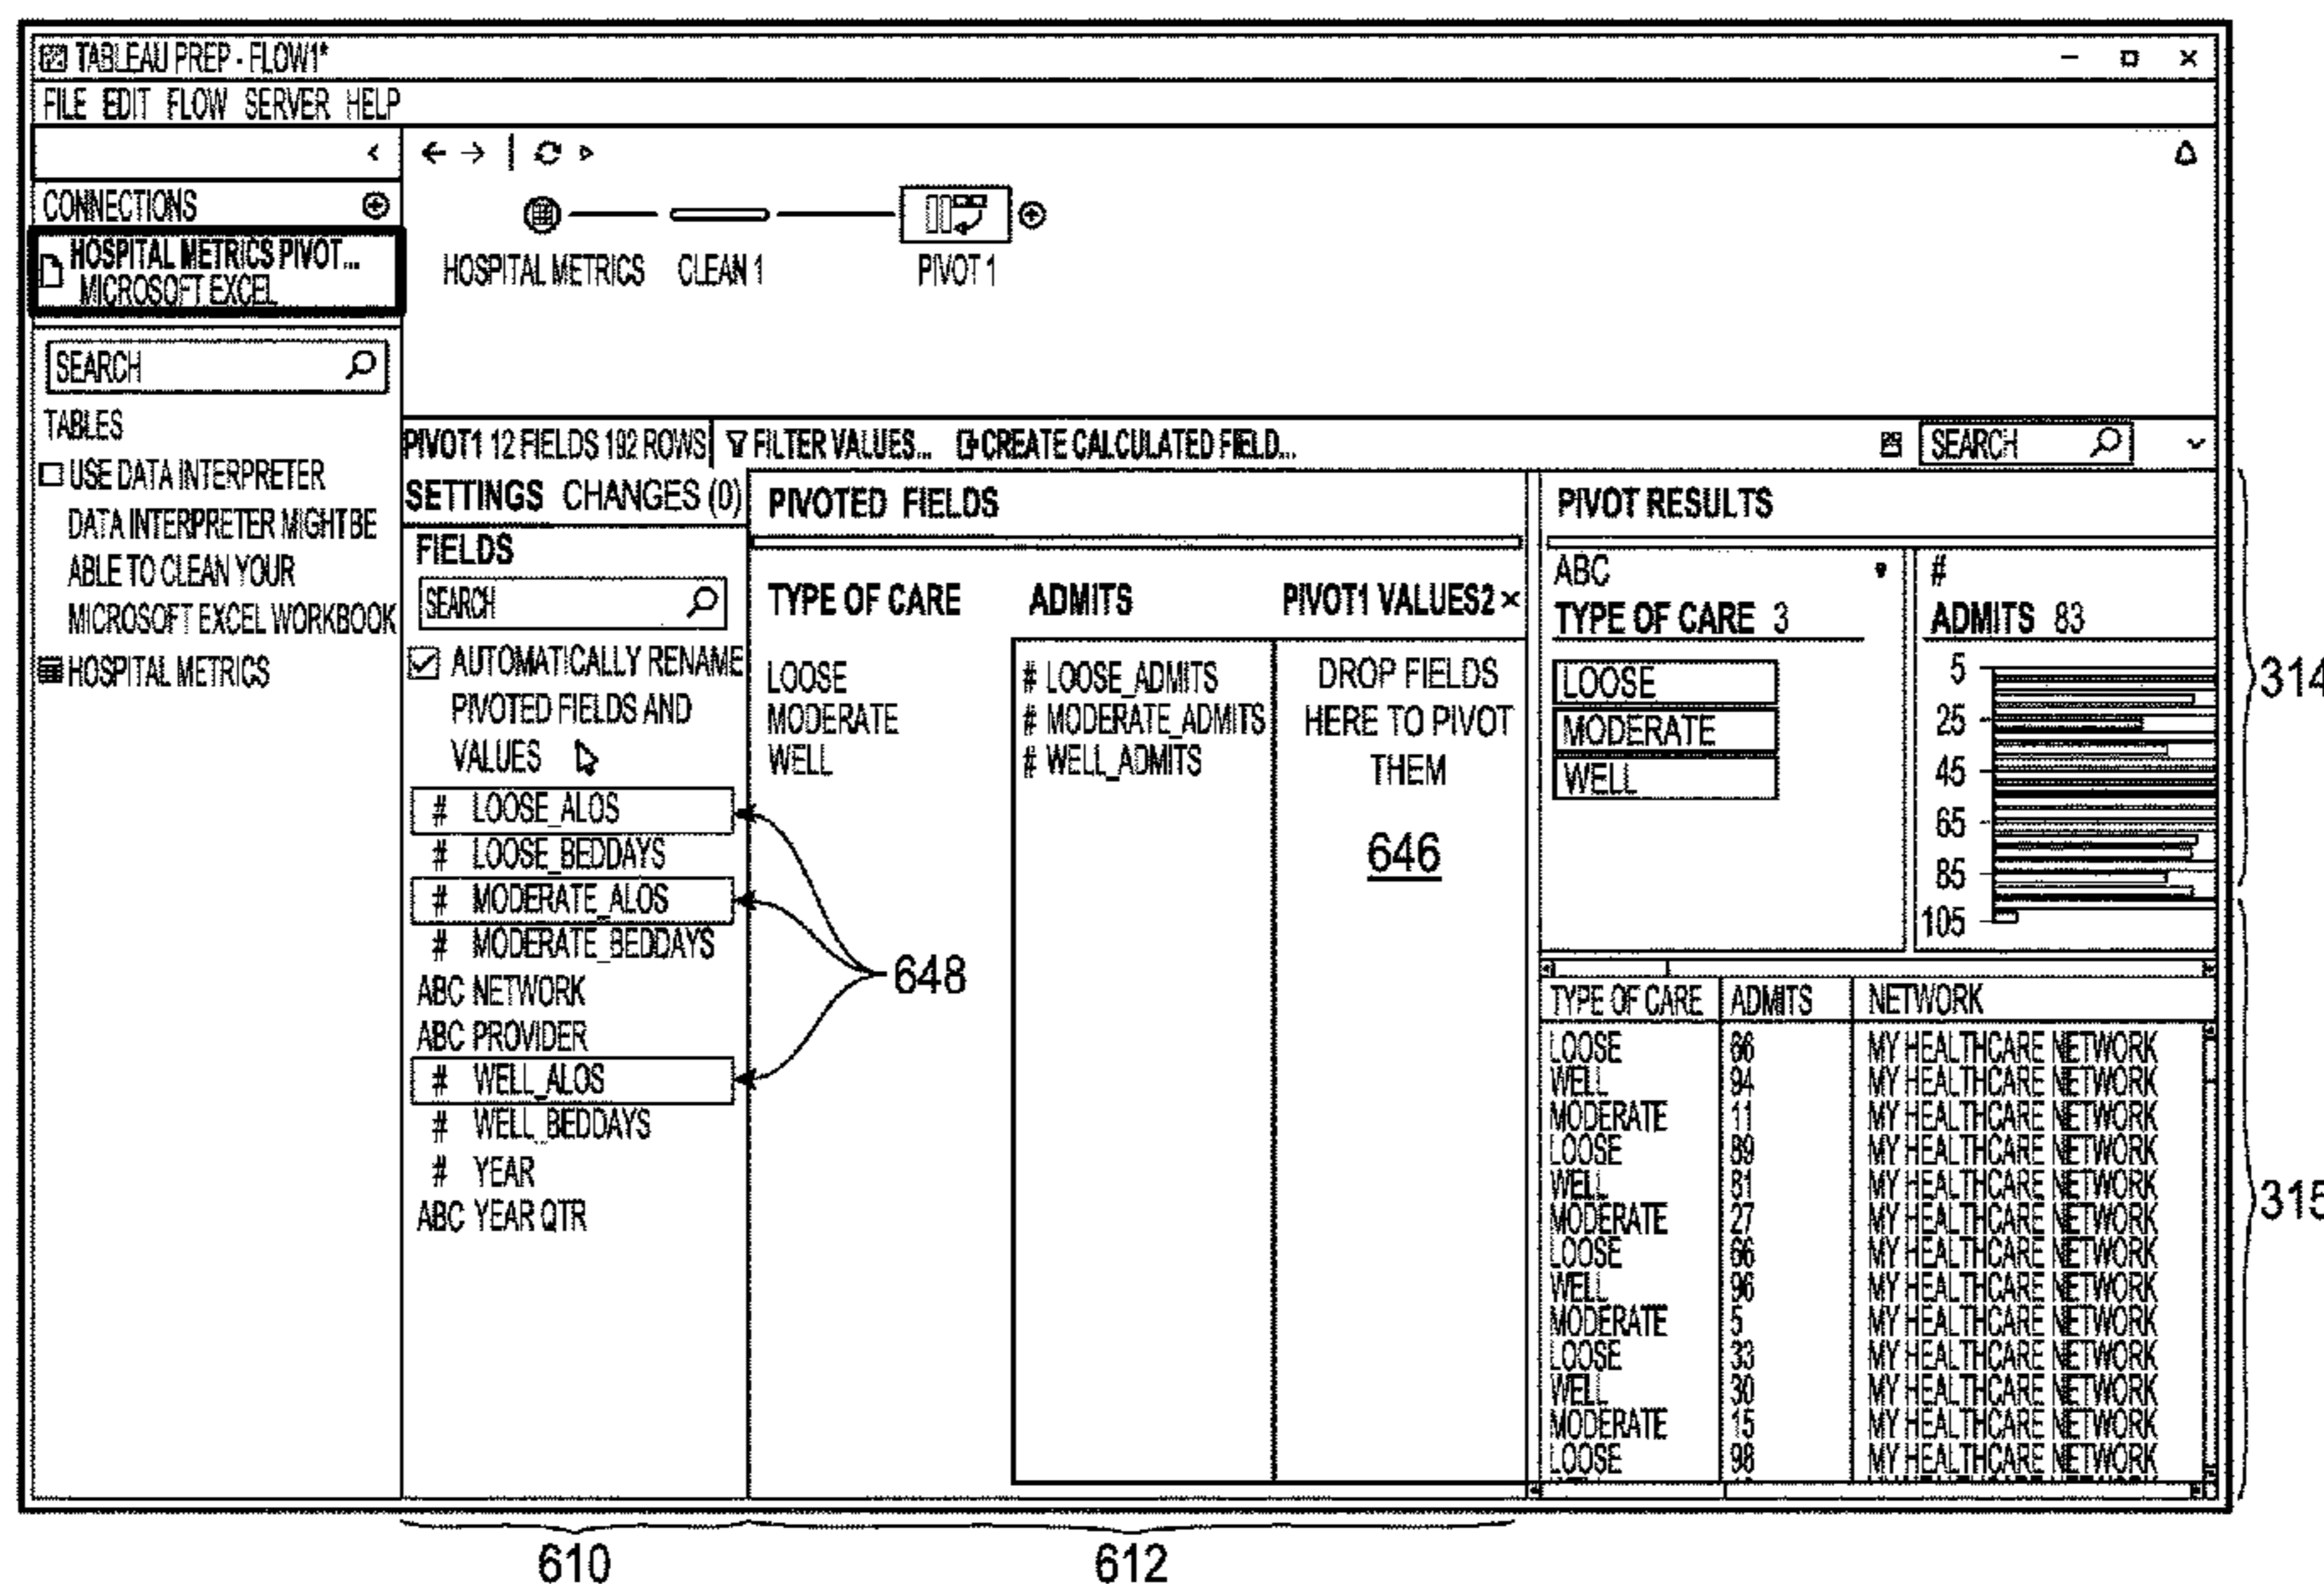 TABLEAU PREP - FLOW1*
FILE EDIT FLOW SERVER HELP
CONNECTIONS
HOSPITAL METRICS PIVOT...
MICROSOFT EXCEL
SEARCH
TABLES
USE DATA INTERPRETER
DATA INTERPRETER MIGHT BE
ABLE TO CLEAN YOUR
MICROSOFT EXCEL WORKBOOK
HOSPITAL METRICS
HOSPITAL METRICS CLEAN 1 PIVOT 1
PIVOT1 12 FIELDS 192 ROWS FILTER VALUES... CREATE CALCULATED FIELD... SEARCH
SETTINGS CHANGES (0)
FIELDS
SEARCH
AUTOMATICALLY RENAME
PIVOTED FIELDS AND
VALUES
# LOOSE_ALOS
# LOOSE_BEDDAYS
# MODERATE_ALOS
# MODERATE_BEDDAYS
ABC NETWORK
ABC PROVIDER
# WELL_ALOS
# WELL_BEDDAYS
# YEAR
ABC YEAR QTR
648
PIVOTED FIELDS
TYPE OF CARE ADMITS PIVOT1 VALUES2 ×
LOOSE
MODERATE
WELL
# LOOSE_ADMITS
# MODERATE_ADMITS
# WELL_ADMITS
DROP FIELDS
HERE TO PIVOT
THEM
646
PIVOT RESULTS
ABC
TYPE OF CARE 3
LOOSE
MODERATE
WELL
#
ADMITS 83
5
25
45
65
85
105
314
TYPE OF CARE ADMITS NETWORK
LOOSE 66 MY HEALTHCARE NETWORK
WELL 94 MY HEALTHCARE NETWORK
MODERATE 11 MY HEALTHCARE NETWORK
LOOSE 89 MY HEALTHCARE NETWORK
WELL 81 MY HEALTHCARE NETWORK
MODERATE 27 MY HEALTHCARE NETWORK
LOOSE 66 MY HEALTHCARE NETWORK
WELL 96 MY HEALTHCARE NETWORK
MODERATE 5 MY HEALTHCARE NETWORK
LOOSE 33 MY HEALTHCARE NETWORK
WELL 30 MY HEALTHCARE NETWORK
MODERATE 15 MY HEALTHCARE NETWORK
LOOSE 98 MY HEALTHCARE NETWORK
315
610 612